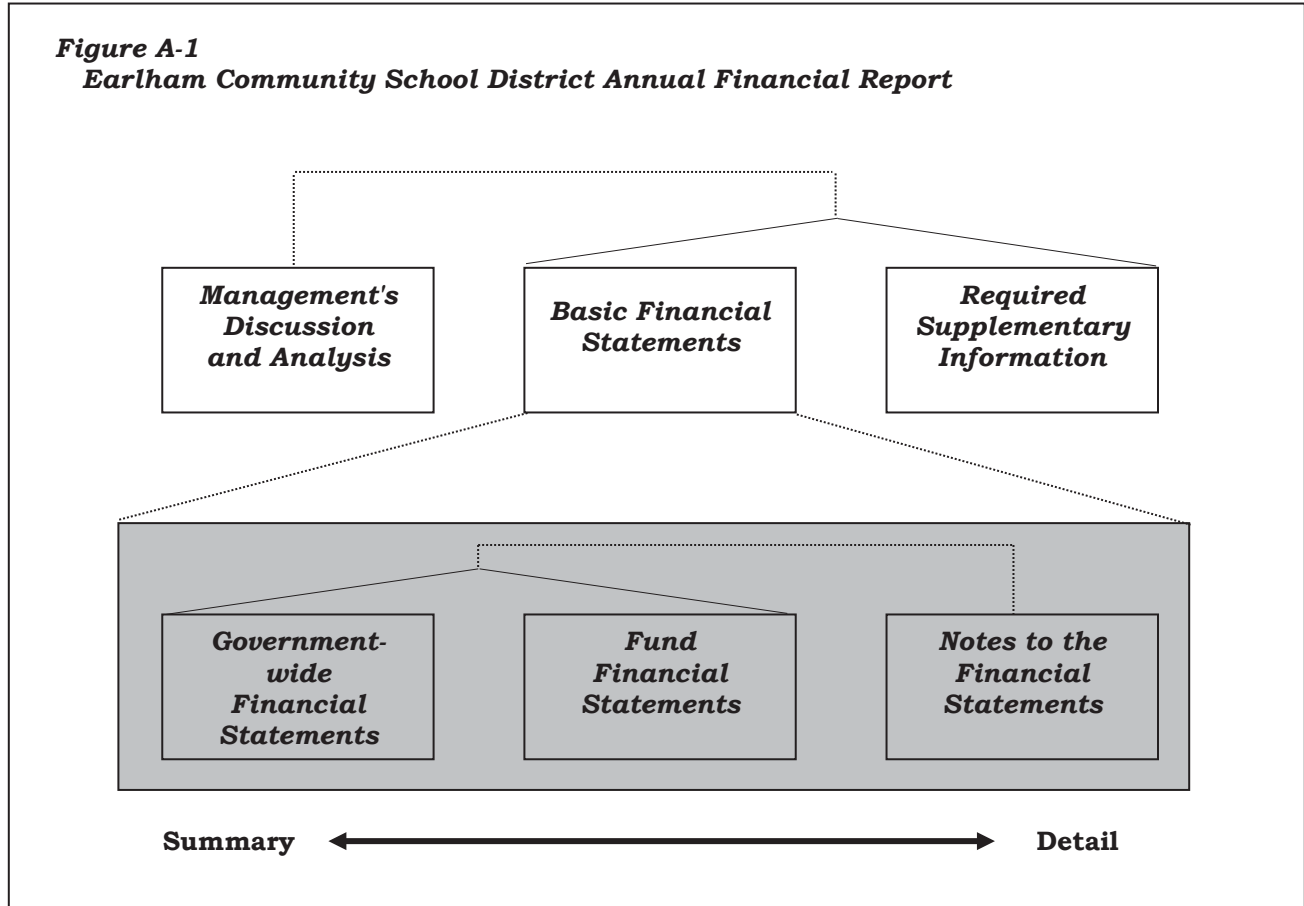 Figure A-1
Earlham Community School District Annual Financial Report
Management's
Discussion
and Analysis
Basic Financial
Statements
Required
Supplementary
Information
Government-
wide
Financial
Statements
Fund
Financial
Statements
Notes to the
Financial
Statements
Summary
Detail